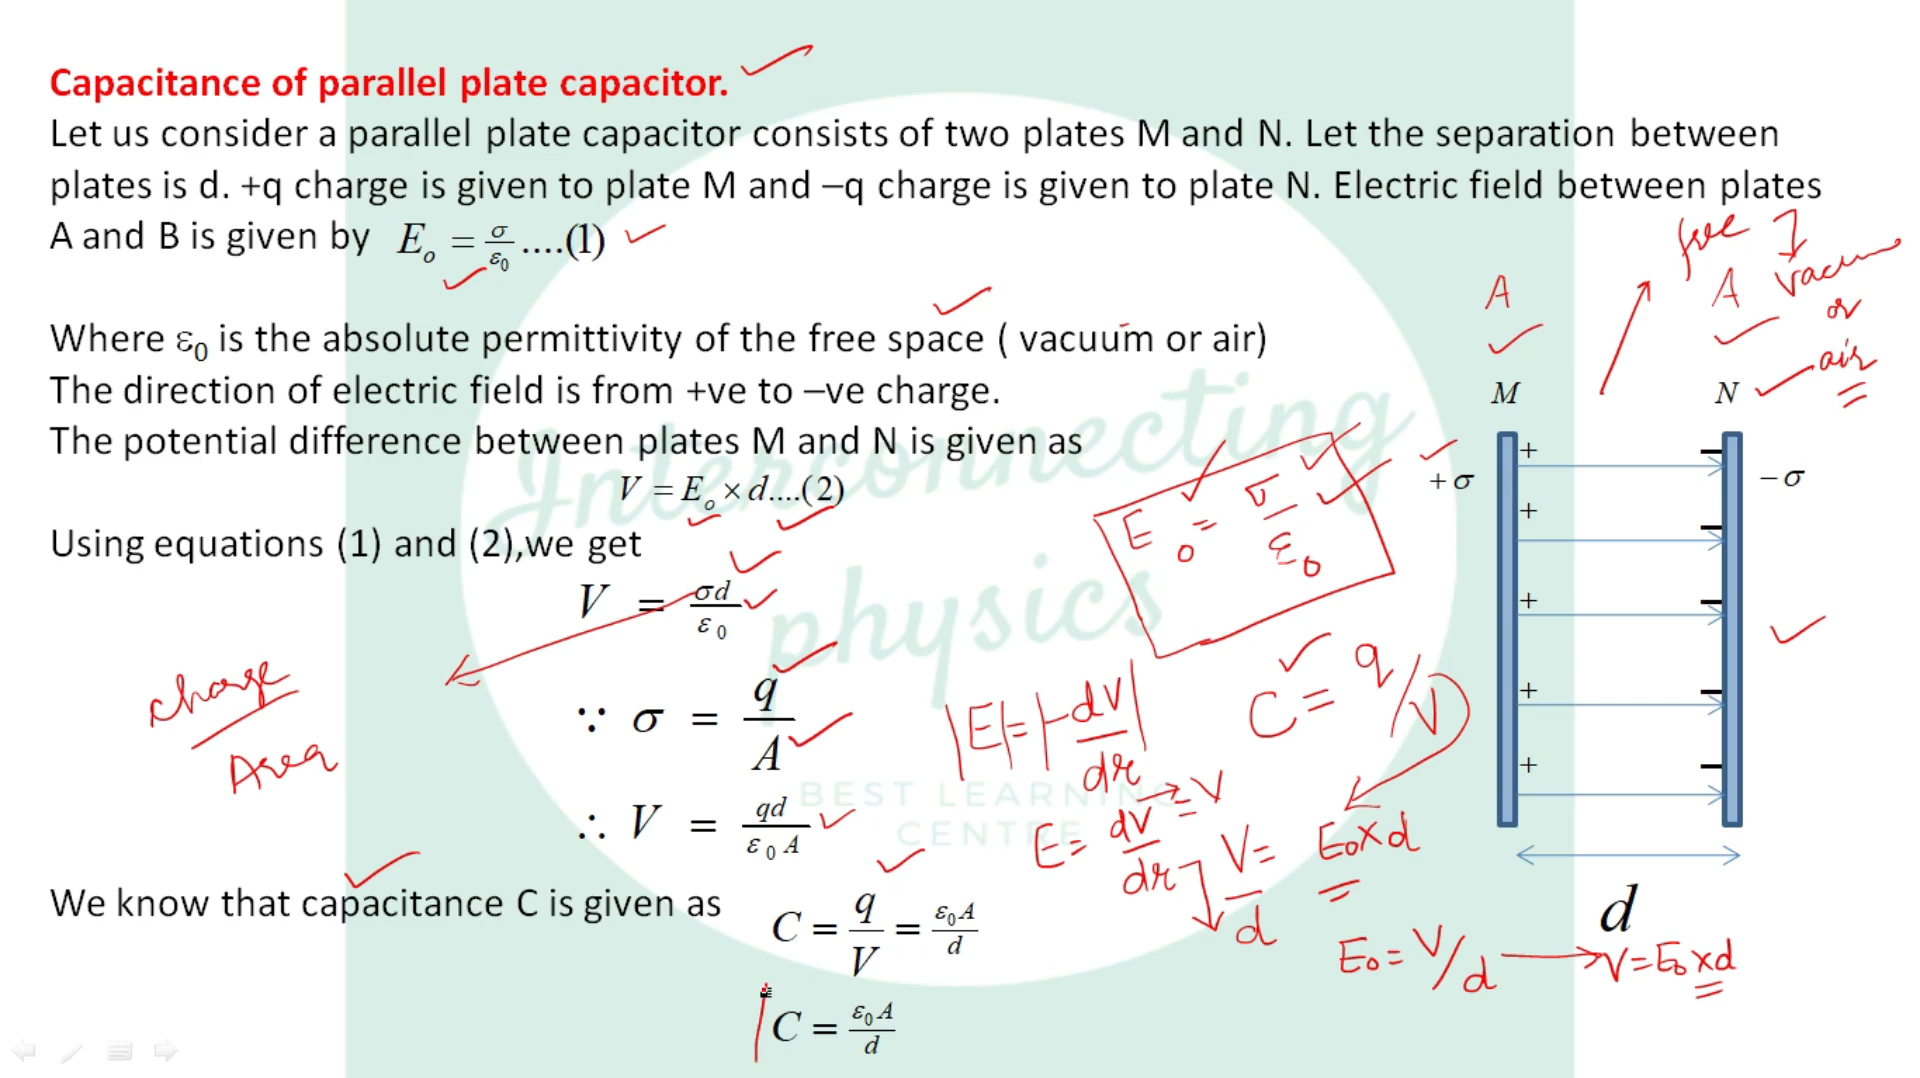 Capacitance of parallel plate capacitor.
Let us consider a parallel plate capacitor consists of two plates M and N. Let the separation between
plates is d. +q charge is given to plate M and –q charge is given to plate N. Electric field between plates
A and B is given by E₀ = σ/ε₀ ....(1)
Where ε₀ is the absolute permittivity of the free space ( vacuum or air)
The direction of electric field is from +ve to –ve charge.
The potential difference between plates M and N is given as
V = E₀ × d....(2)
Using equations (1) and (2),we get
V = σd/ε₀
∵ σ = q/A
∴ V = qd/ε₀A
We know that capacitance C is given as
C = q/V = ε₀A/d
C = ε₀A/d
Charge/Area
free
vacuum
or
air
A
A
M
N
+σ
−σ
+
+
+
+
+
d
E₀ = σ/ε₀
C = q/V
|E| = |-dV/dr|
E = dV/dr = V/d
V = E₀×d
E₀ = V/d → V = E₀×d
Interconnecting
physics
BEST LEARNING
CENTRE